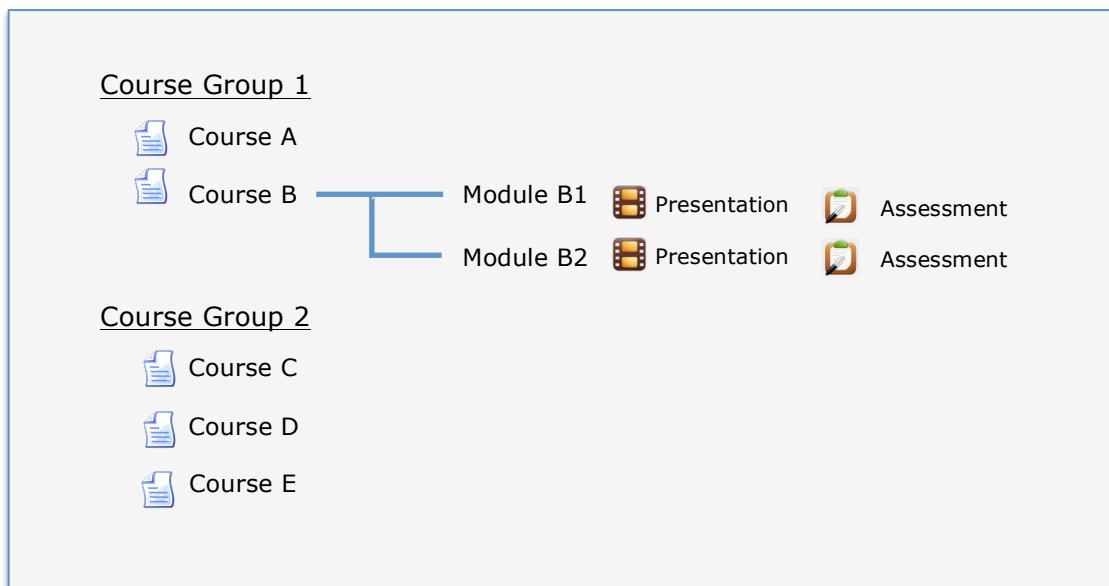 Course Group 1
Course A
Course B
Module B1 Presentation Assessment
Module B2 Presentation Assessment
Course Group 2
Course C
Course D
Course E